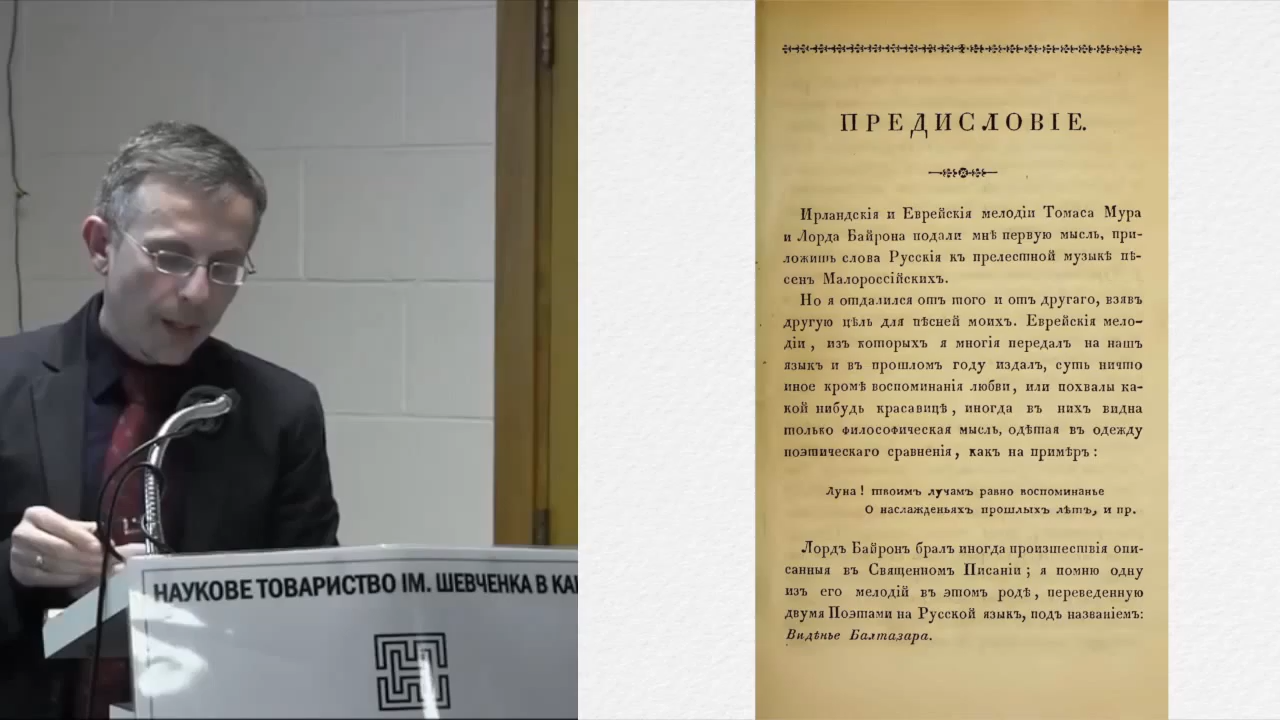 НАУКОВЕ ТОВАРИСТВО ІМ. ШЕВЧЕНКА В КА
ПРЕДИСЛОВІЕ.
Ирландскія и Еврейскія мелодіи Томаса Мура
и Лорда Байрона подали мнѣ первую мысль, при-
ложишь слова Русскія къ прелестной музыкѣ пѣ-
сенъ Малороссійскихъ.
Но я отдалился отъ того и отъ другаго, взявъ
другую цѣль для пѣсней моихъ. Еврейскія мело-
діи, изъ которыхъ я многія передалъ на нашъ
языкъ и въ прошломъ году издалъ, суть ничто
иное кромѣ воспоминанія любви, или похвалы ка-
кой нибудь красавицѣ, иногда въ нихъ видна
только философическая мысль, одѣтая въ одежду
поэтическаго сравненія, какъ на примѣръ:
Луна! твоимъ лучамъ равно воспоминанье
О наслажденьяхъ прошлыхъ лѣтъ, и пр.
Лордъ Байронъ бралъ иногда произшествія опи-
санныя въ Священномъ Писаніи; я помню одну
изъ его мелодій въ этомъ родѣ, переведенную
двумя Поэтами на Русской языкъ, подъ названіемъ:
Видѣнье Балтазара.